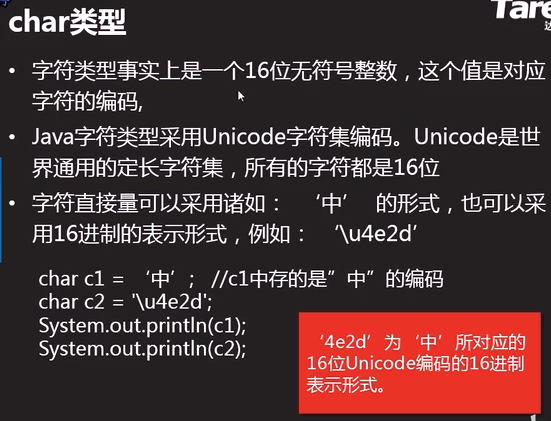 char类型
Tare
• 字符类型事实上是一个16位无符号整数，这个值是对应
字符的编码,
• Java字符类型采用Unicode字符集编码。Unicode是世
界通用的定长字符集，所有的字符都是16位
• 字符直接量可以采用诸如： ‘中’ 的形式，也可以采
用16进制的表示形式，例如： ‘\u4e2d’
char c1 = ‘中’; //c1中存的是”中”的编码
char c2 = '\u4e2d';
System.out.println(c1);
System.out.println(c2);
‘4e2d’为‘中’所对应的
16位Unicode编码的16进制
表示形式。